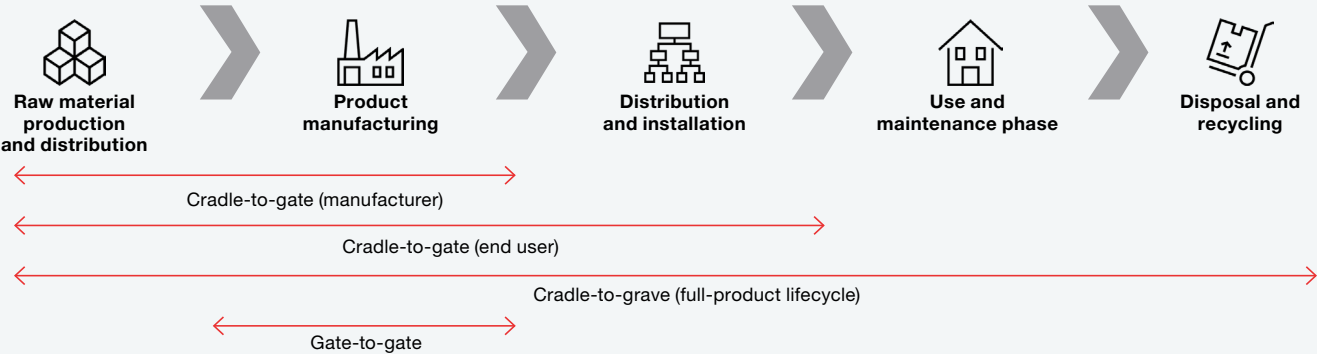 Raw material
production
and distribution
Product
manufacturing
Distribution
and installation
Use and
maintenance phase
Disposal and
recycling
Cradle-to-gate (manufacturer)
Cradle-to-gate (end user)
Cradle-to-grave (full-product lifecycle)
Gate-to-gate